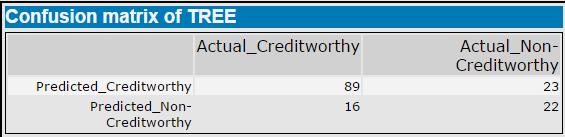 Confusion matrix of TREE
Actual_Creditworthy Actual_Non-
Creditworthy
Predicted_Creditworthy 89 23
Predicted_Non- 16 22
Creditworthy